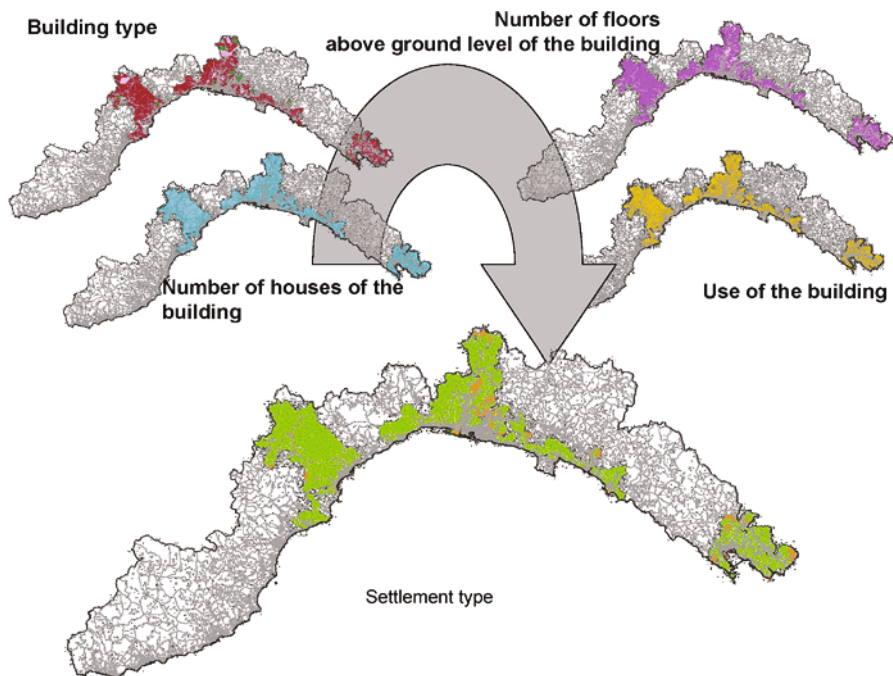 Building type
Number of floors
above ground level of the building
Number of houses of the
building
Use of the building
Settlement type